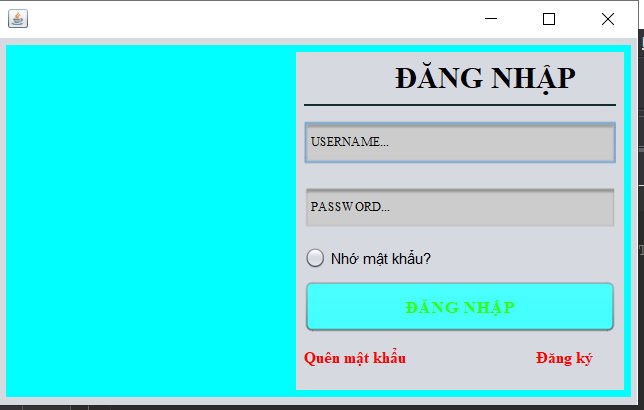 ĐĂNG NHẬP
USERNAME...
PASSWORD...
Nhớ mật khẩu?
ĐĂNG NHẬP
Quên mật khẩu Đăng ký